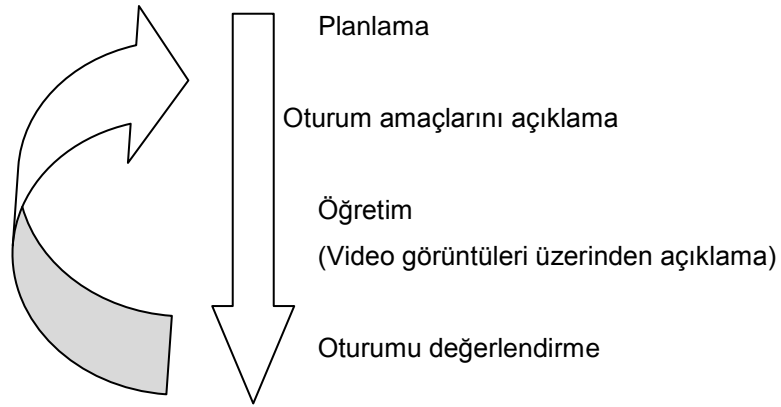 Planlama
Oturum amaçlarını açıklama
Öğretim
(Video görüntüleri üzerinden açıklama)
Oturumu değerlendirme